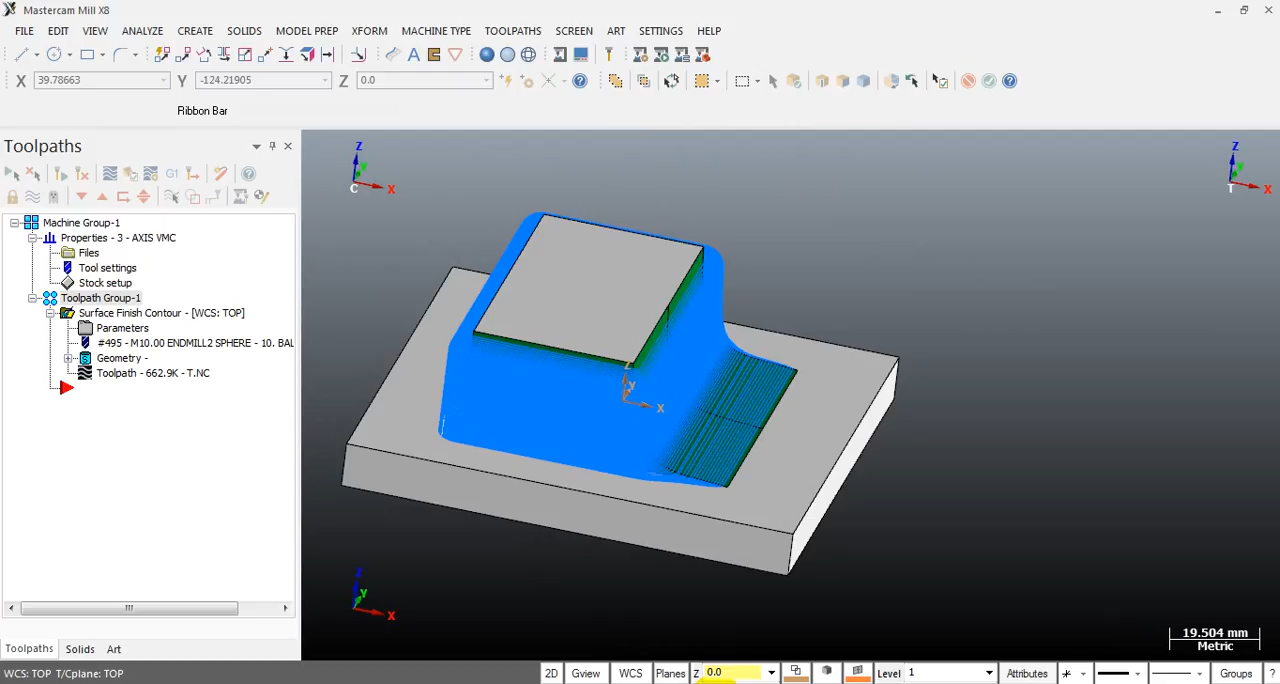 Mastercam Mill X8
FILE EDIT VIEW ANALYZE CREATE SOLIDS MODEL PREP XFORM MACHINE TYPE TOOLPATHS SCREEN ART SETTINGS HELP
X 39.78663 Y -124.21905 Z 0.0
Ribbon Bar
Toolpaths
G1
Machine Group-1
Properties - 3 - AXIS VMC
Files
Tool settings
Stock setup
Toolpath Group-1
Surface Finish Contour - [WCS: TOP]
Parameters
#495 - M10.00 ENDMILL2 SPHERE - 10. BAL
Geometry -
Toolpath - 662.9K - T.NC
Z Y X C
Z Y X T
Z Y X
Z Y X
19.504 mm
Metric
Toolpaths Solids Art
WCS: TOP T/Cplane: TOP 2D Gview WCS Planes Z 0.0 Level 1 Attributes Groups ?